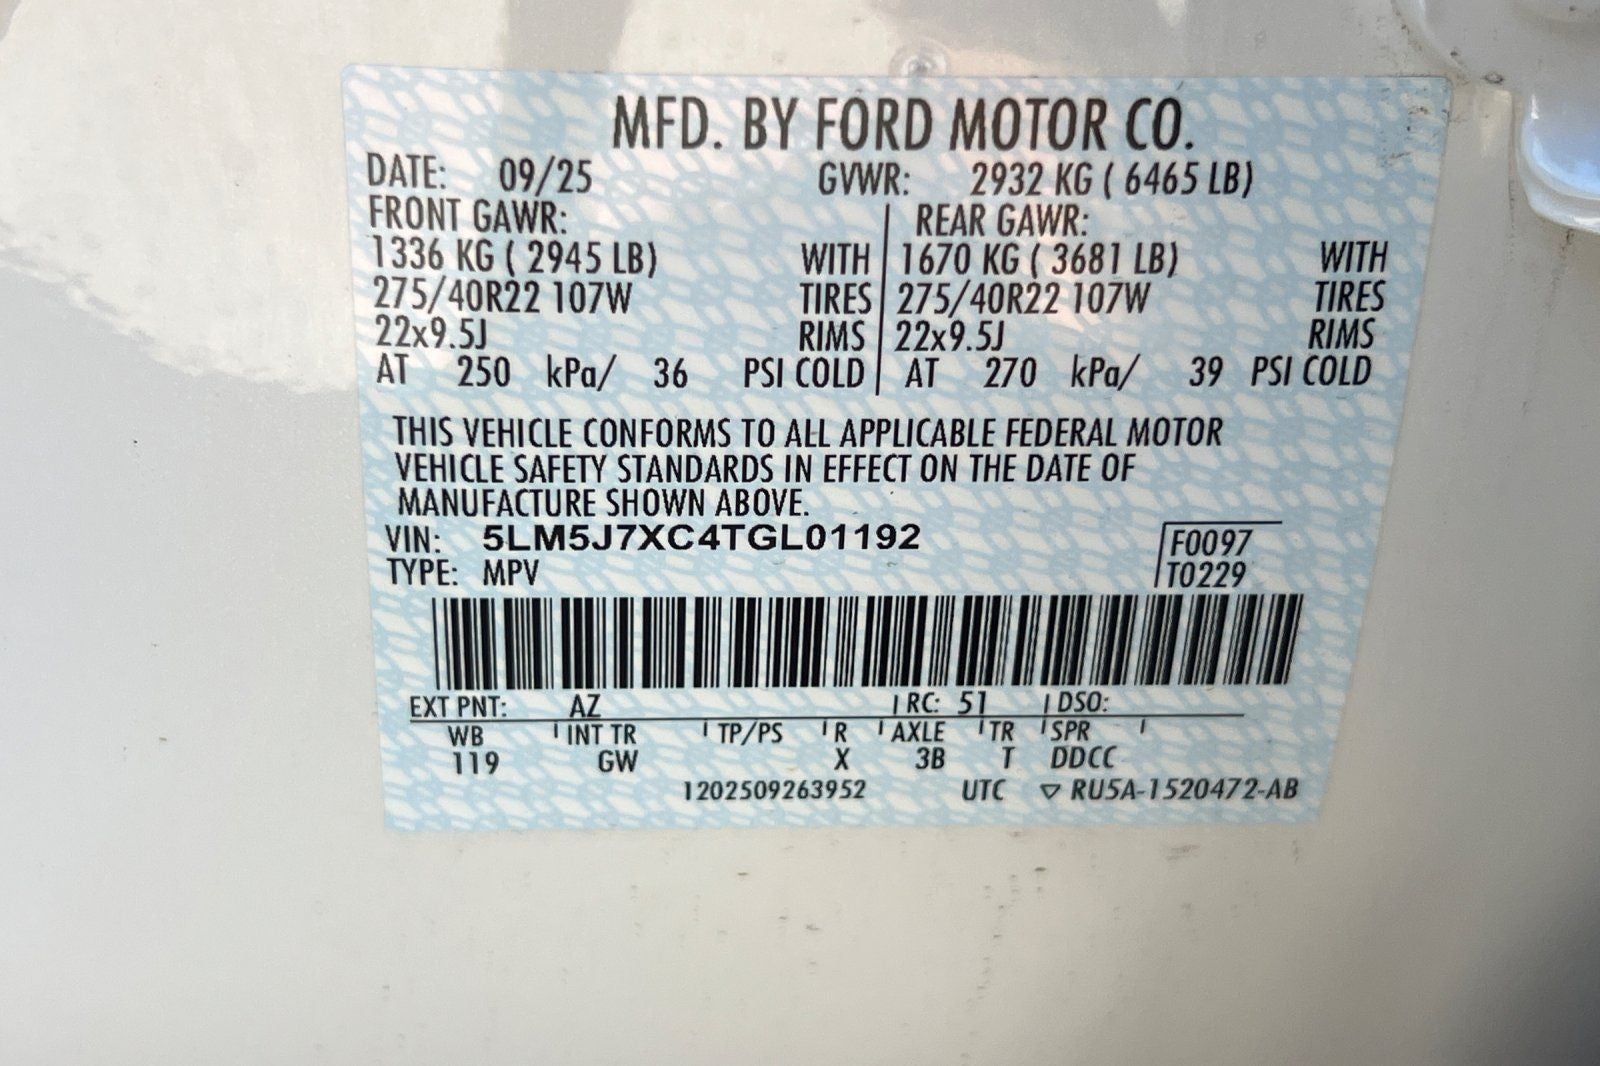 MFD. BY FORD MOTOR CO.
DATE: 09/25 GVWR: 2932 KG ( 6465 LB)
FRONT GAWR: REAR GAWR:
1336 KG ( 2945 LB) WITH 1670 KG ( 3681 LB) WITH
275/40R22 107W TIRES 275/40R22 107W TIRES
22x9.5J RIMS 22x9.5J RIMS
AT 250 kPa/ 36 PSI COLD AT 270 kPa/ 39 PSI COLD
THIS VEHICLE CONFORMS TO ALL APPLICABLE FEDERAL MOTOR
VEHICLE SAFETY STANDARDS IN EFFECT ON THE DATE OF
MANUFACTURE SHOWN ABOVE.
VIN: 5LM5J7XC4TGL01192 F0097
TYPE: MPV T0229
EXT PNT: AZ RC: 51 DSO:
WB INT TR TP/PS R AXLE TR SPR
119 GW X 3B T DDCC
1202509263952 UTC ▽ RU5A-1520472-AB